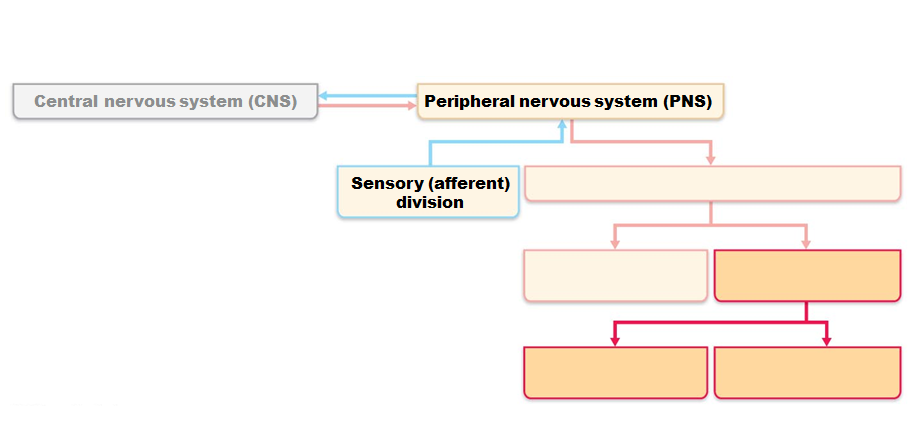 Central nervous system (CNS)
Peripheral nervous system (PNS)
Sensory (afferent)
division